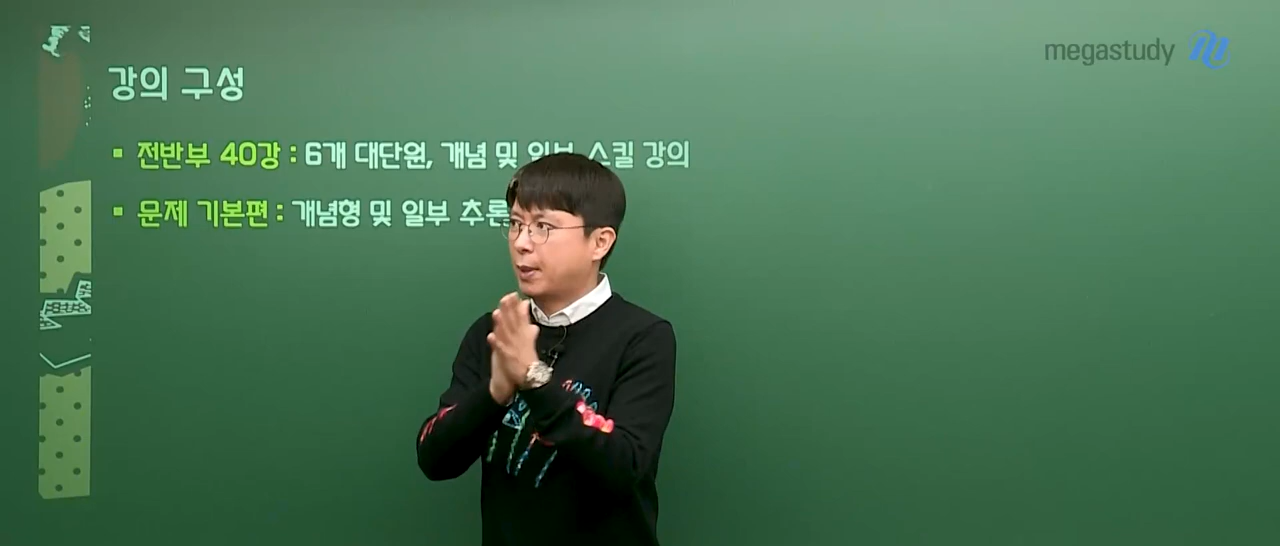 megastudy
강의 구성
▪ 전반부 40강 : 6개 대단원, 개념 및 스킬 강의
▪ 문제 기본편 : 개념형 및 일부